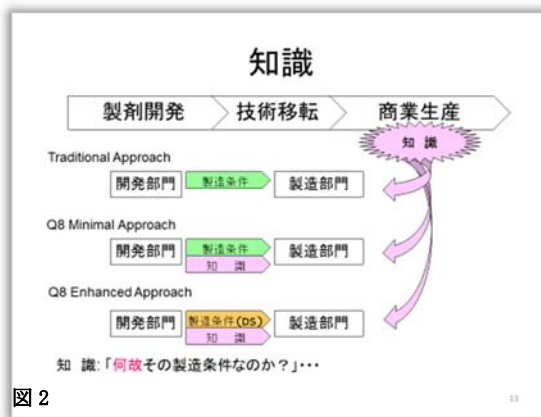 知識
製剤開発 技術移転 商業生産
知 識
Traditional Approach
開発部門 製造条件 製造部門
Q8 Minimal Approach
開発部門 製造条件 製造部門
知 識
Q8 Enhanced Approach
開発部門 製造条件(DS) 製造部門
知 識
知 識:「何故その製造条件なのか?」・・・
図 2
13